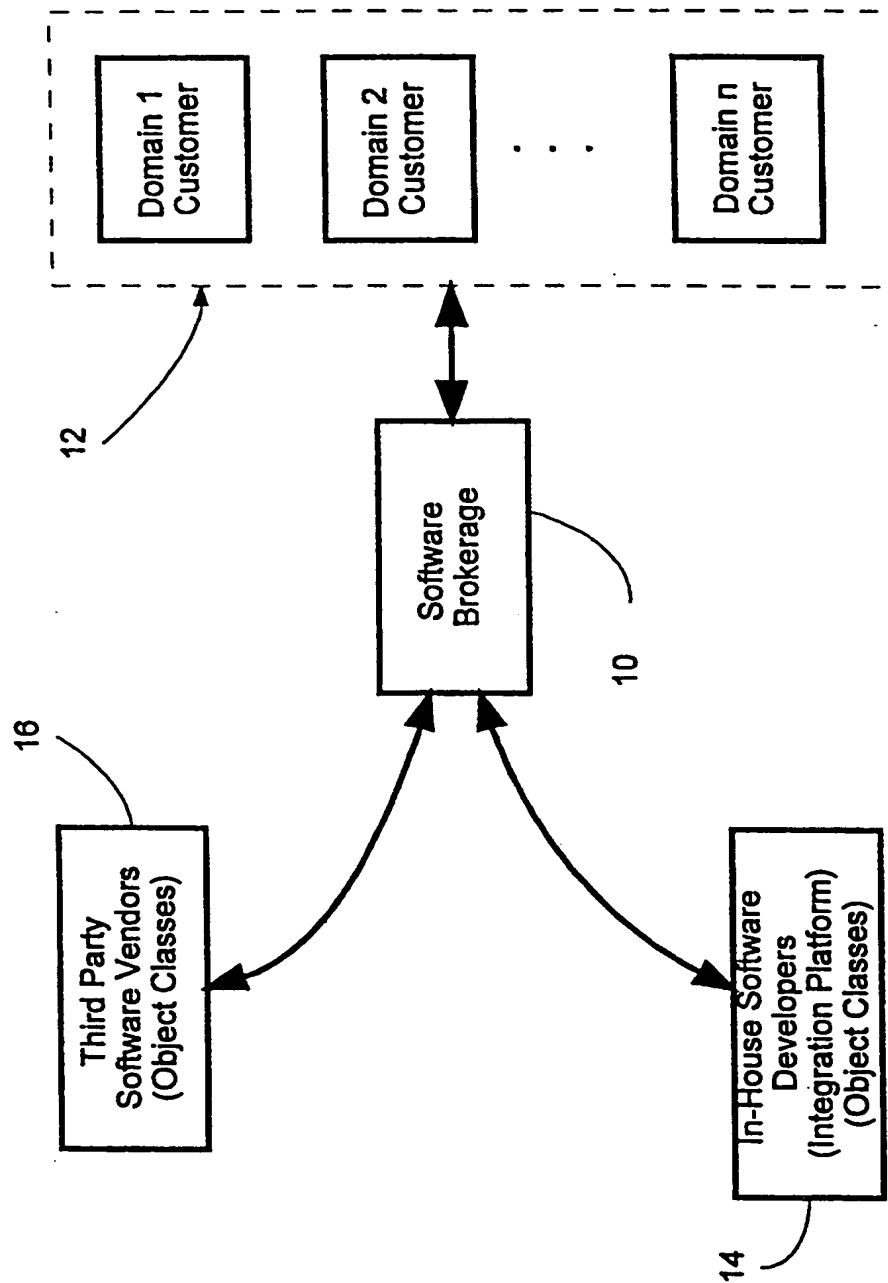 16
Third Party
Software Vendors
(Object Classes)
14
In-House Software
Developers
(Integration Platform)
(Object Classes)
Software
Brokerage
10
12
Domain 1
Customer
Domain 2
Customer
. . .
Domain n
Customer